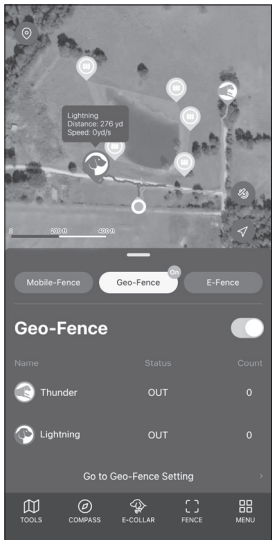 Lightning
Distance: 276 yd
Speed: 0yd/s
0 200 ft 400 ft
Mobile-Fence
Geo-Fence
On
E-Fence
Geo-Fence
Name Status Count
Thunder OUT 0
Lightning OUT 0
Go to Geo-Fence Setting
TOOLS COMPASS E-COLLAR FENCE MENU